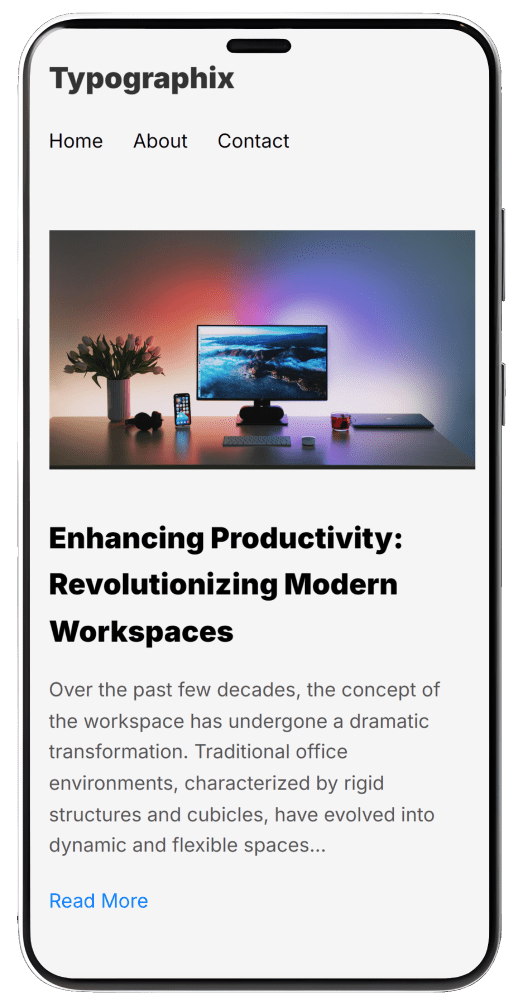 Typographix
Home About Contact
Enhancing Productivity:
Revolutionizing Modern
Workspaces
Over the past few decades, the concept of
the workspace has undergone a dramatic
transformation. Traditional office
environments, characterized by rigid
structures and cubicles, have evolved into
dynamic and flexible spaces...
Read More